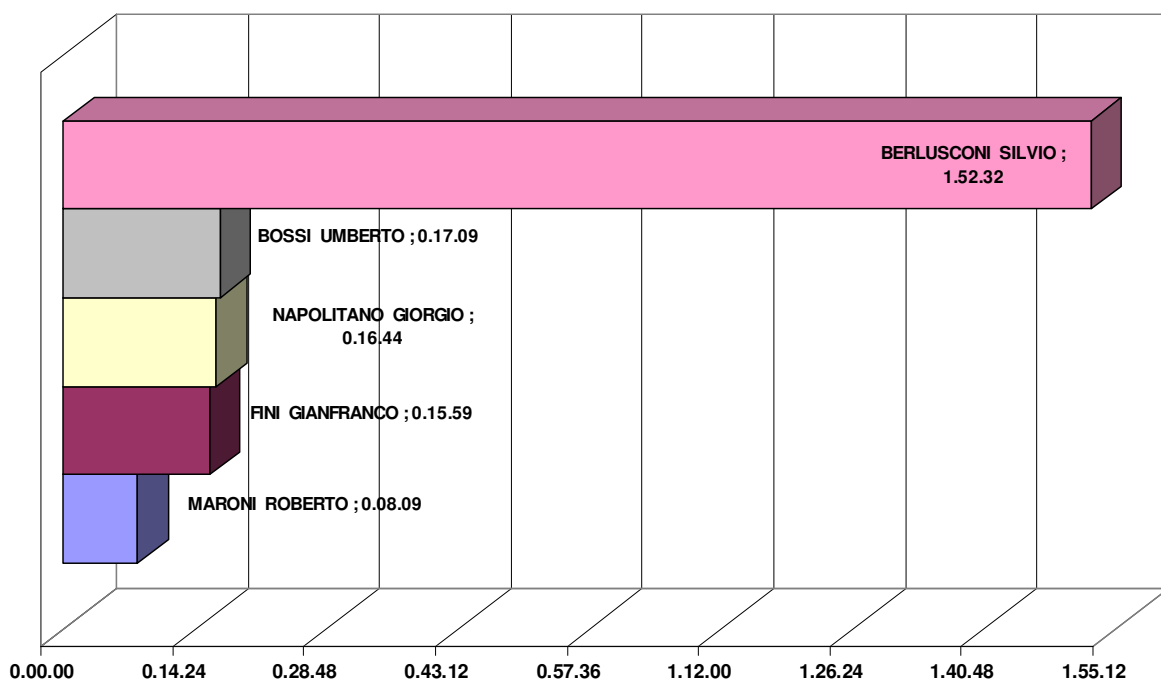 BERLUSCONI SILVIO ;
1.52.32
BOSSI UMBERTO ; 0.17.09
NAPOLITANO GIORGIO ;
0.16.44
FINI GIANFRANCO ; 0.15.59
MARONI ROBERTO ; 0.08.09
0.00.00 0.14.24 0.28.48 0.43.12 0.57.36 1.12.00 1.26.24 1.40.48 1.55.12